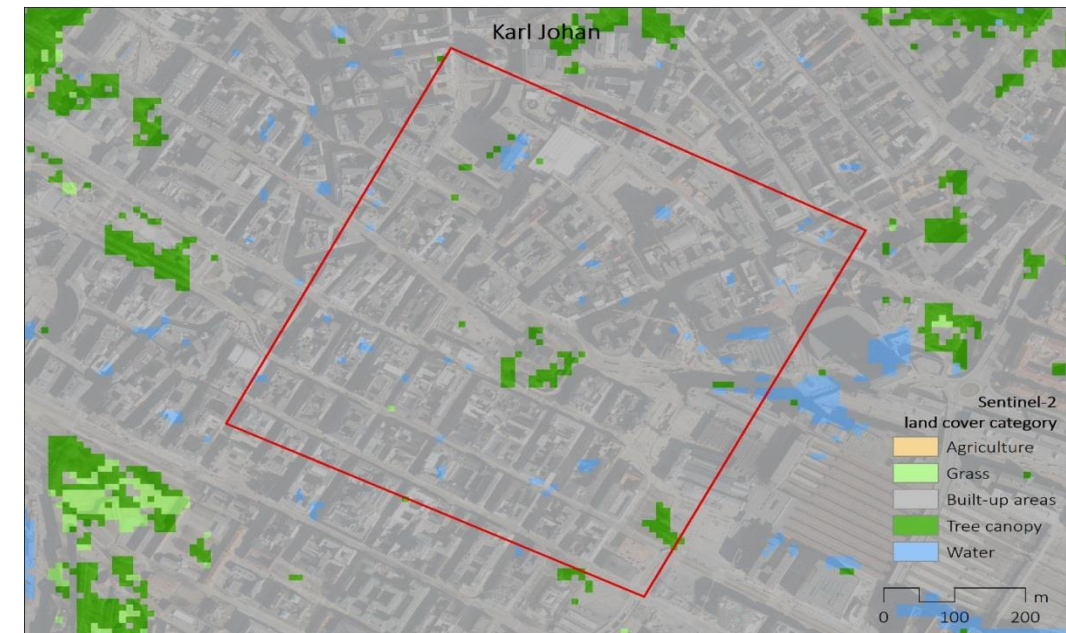 Karl Johan
Sentinel-2
land cover category
Agriculture
Grass
Built-up areas
Tree canopy
Water
m
0 100 200